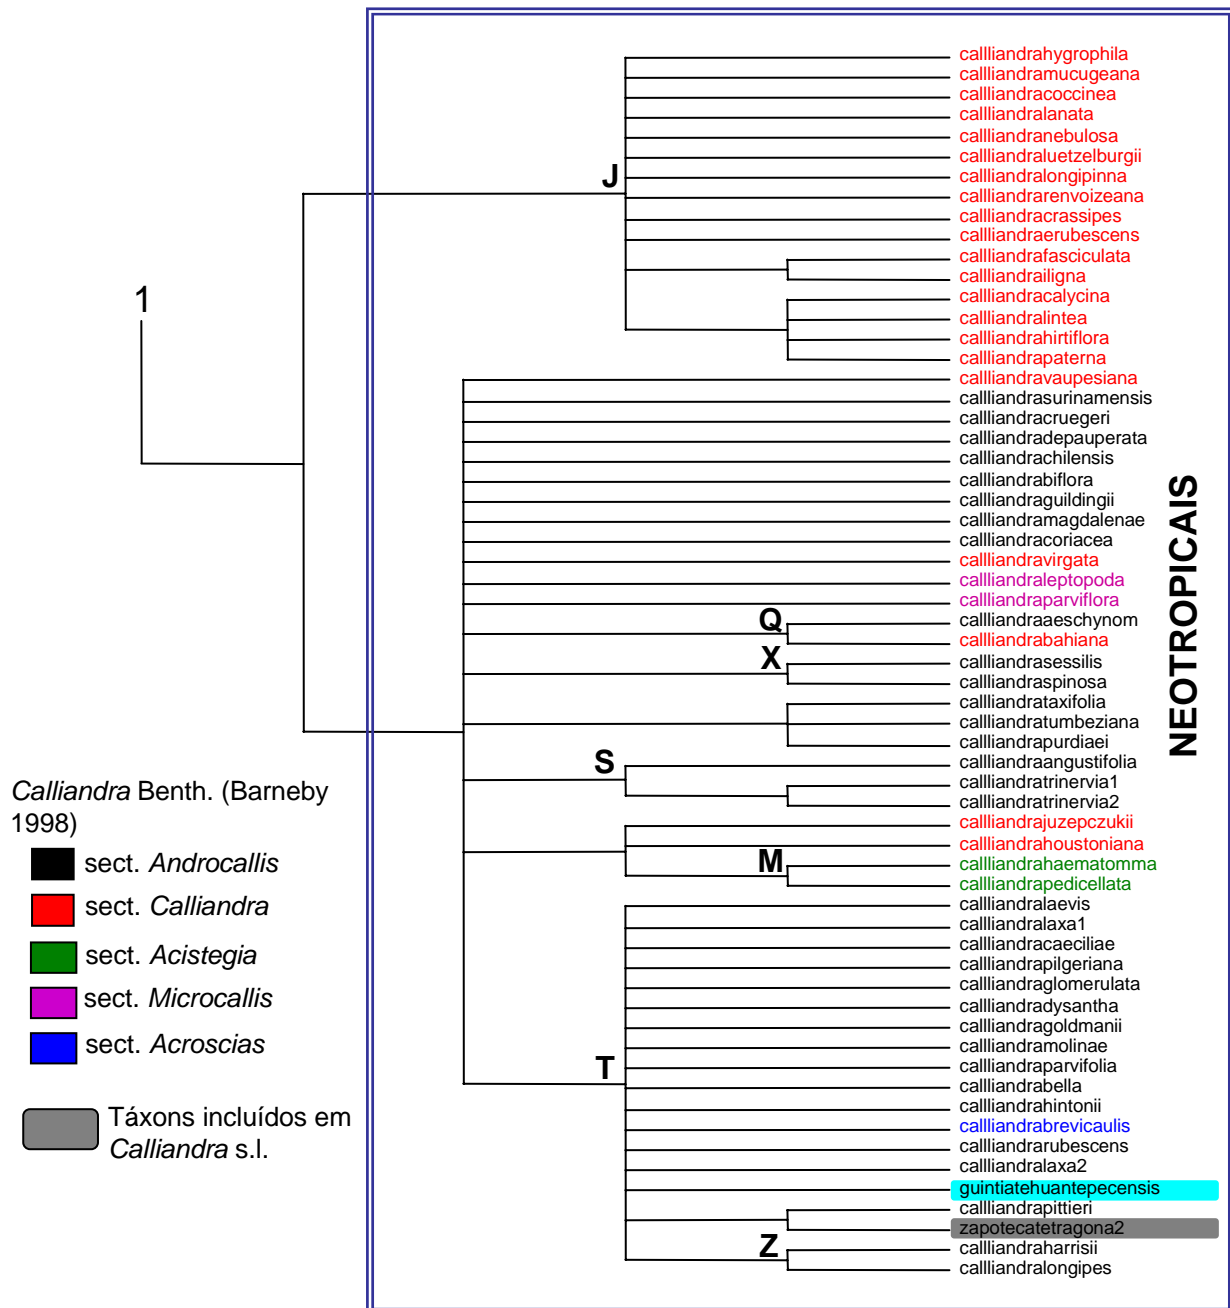 callliandrahygrophila
callliandramucugeana
callliandracoccinea
callliandralanata
callliandranebulosa
callliandraluetzelburgii
J
callliandralongipinna
callliandrarenvoizeana
callliandracrassipes
callliandraerubescens
callliandrafasciculata
callliandrailigna
1
callliandracalycina
callliandralintea
callliandrahirtiflora
callliandrapaterna
callliandravaupesiana
callliandrasurinamensis
callliandracruegeri
callliandradepauperata
callliandrachilensis
callliandrabiflora
callliandraguildingii
callliandramagdalenae
callliandracoriacea
callliandravirgata
callliandraleptopoda
callliandraparviflora
Q
callliandraaeschynom
callliandrabahiana
X
callliandrasessilis
callliandraspinosa
callliandrataxifolia
callliandratumbeziana
callliandrapurdiaei
S
callliandraangustifolia
callliandratrinervia1
callliandratrinervia2
callliandrajuzepczukii
callliandrahoustoniana
M
callliandrahaematomma
callliandrapedicellata
callliandralaevis
callliandralaxa1
callliandracaeciliae
callliandrapilgeriana
callliandraglomerulata
callliandradysantha
callliandragoldmanii
callliandramolinae
T
callliandraparvifolia
callliandrabella
callliandrahintonii
callliandrabrevicaulis
callliandrarubescens
callliandralaxa2
guintiatehuantepecensis
callliandrapittieri
zapotecatetragona2
Z
callliandraharrisii
callliandralongipes
NEOTROPICAIS
Calliandra Benth. (Barneby
1998)
sect. Androcallis
sect. Calliandra
sect. Acistegia
sect. Microcallis
sect. Acroscias
Táxons incluídos em
Calliandra s.l.